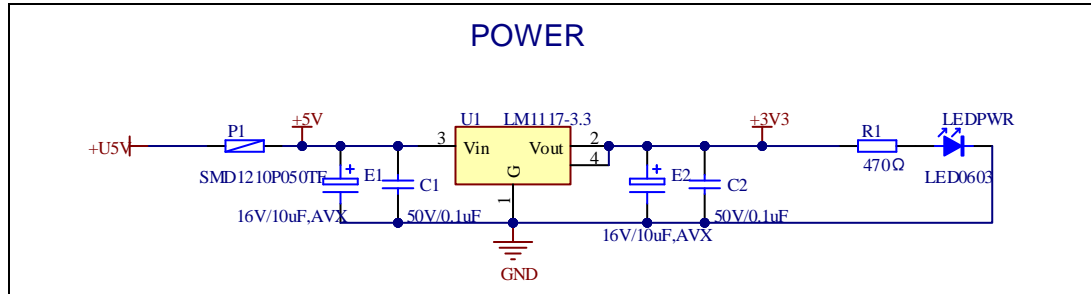 POWER
+U5V
P1
SMD1210P050TF
+5V
E1
16V/10uF,AVX
C1
50V/0.1uF
U1
LM1117-3.3
3
Vin
Vout
2
4
G
1
GND
E2
16V/10uF,AVX
C2
50V/0.1uF
+3V3
R1
470Ω
LEDPWR
LED0603